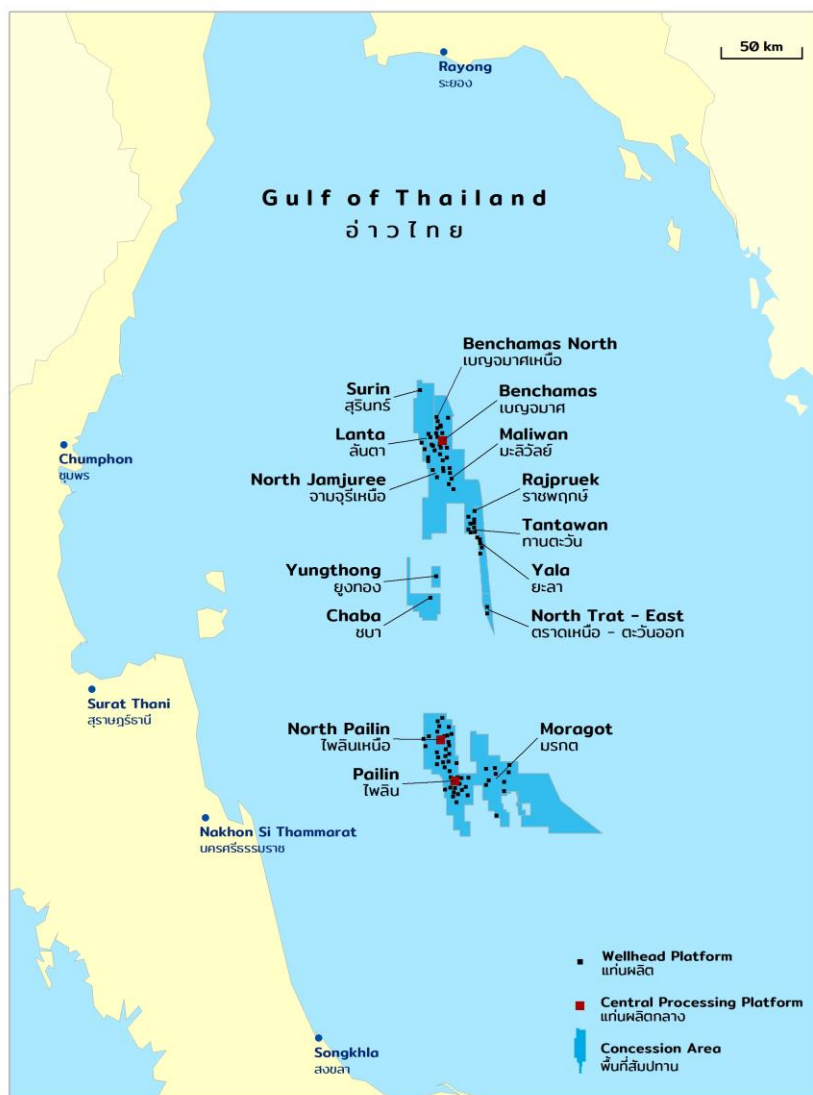 50 km
Rayong
ระยอง
Gulf of Thailand
อ่าวไทย
Benchamas North
เบญจมาศเหนือ
Surin
สุรินทร์
Benchamas
เบญจมาศ
Lanta
ลันตา
Maliwan
มะลิวัลย์
Chumphon
ชุมพร
North Jamjuree
จามจุรีเหนือ
Rajpruek
ราชพฤกษ์
Tantawan
ทานตะวัน
Yungthong
ยูงทอง
Yala
ยะลา
Chaba
ชบา
North Trat - East
ตราดเหนือ - ตะวันออก
Surat Thani
สุราษฎร์ธานี
North Pailin
ไพลินเหนือ
Moragot
มรกต
Pailin
ไพลิน
Nakhon Si Thammarat
นครศรีธรรมราช
Wellhead Platform
แท่นผลิต
Central Processing Platform
แท่นผลิตกลาง
Concession Area
พื้นที่สัมปทาน
Songkhla
สงขลา